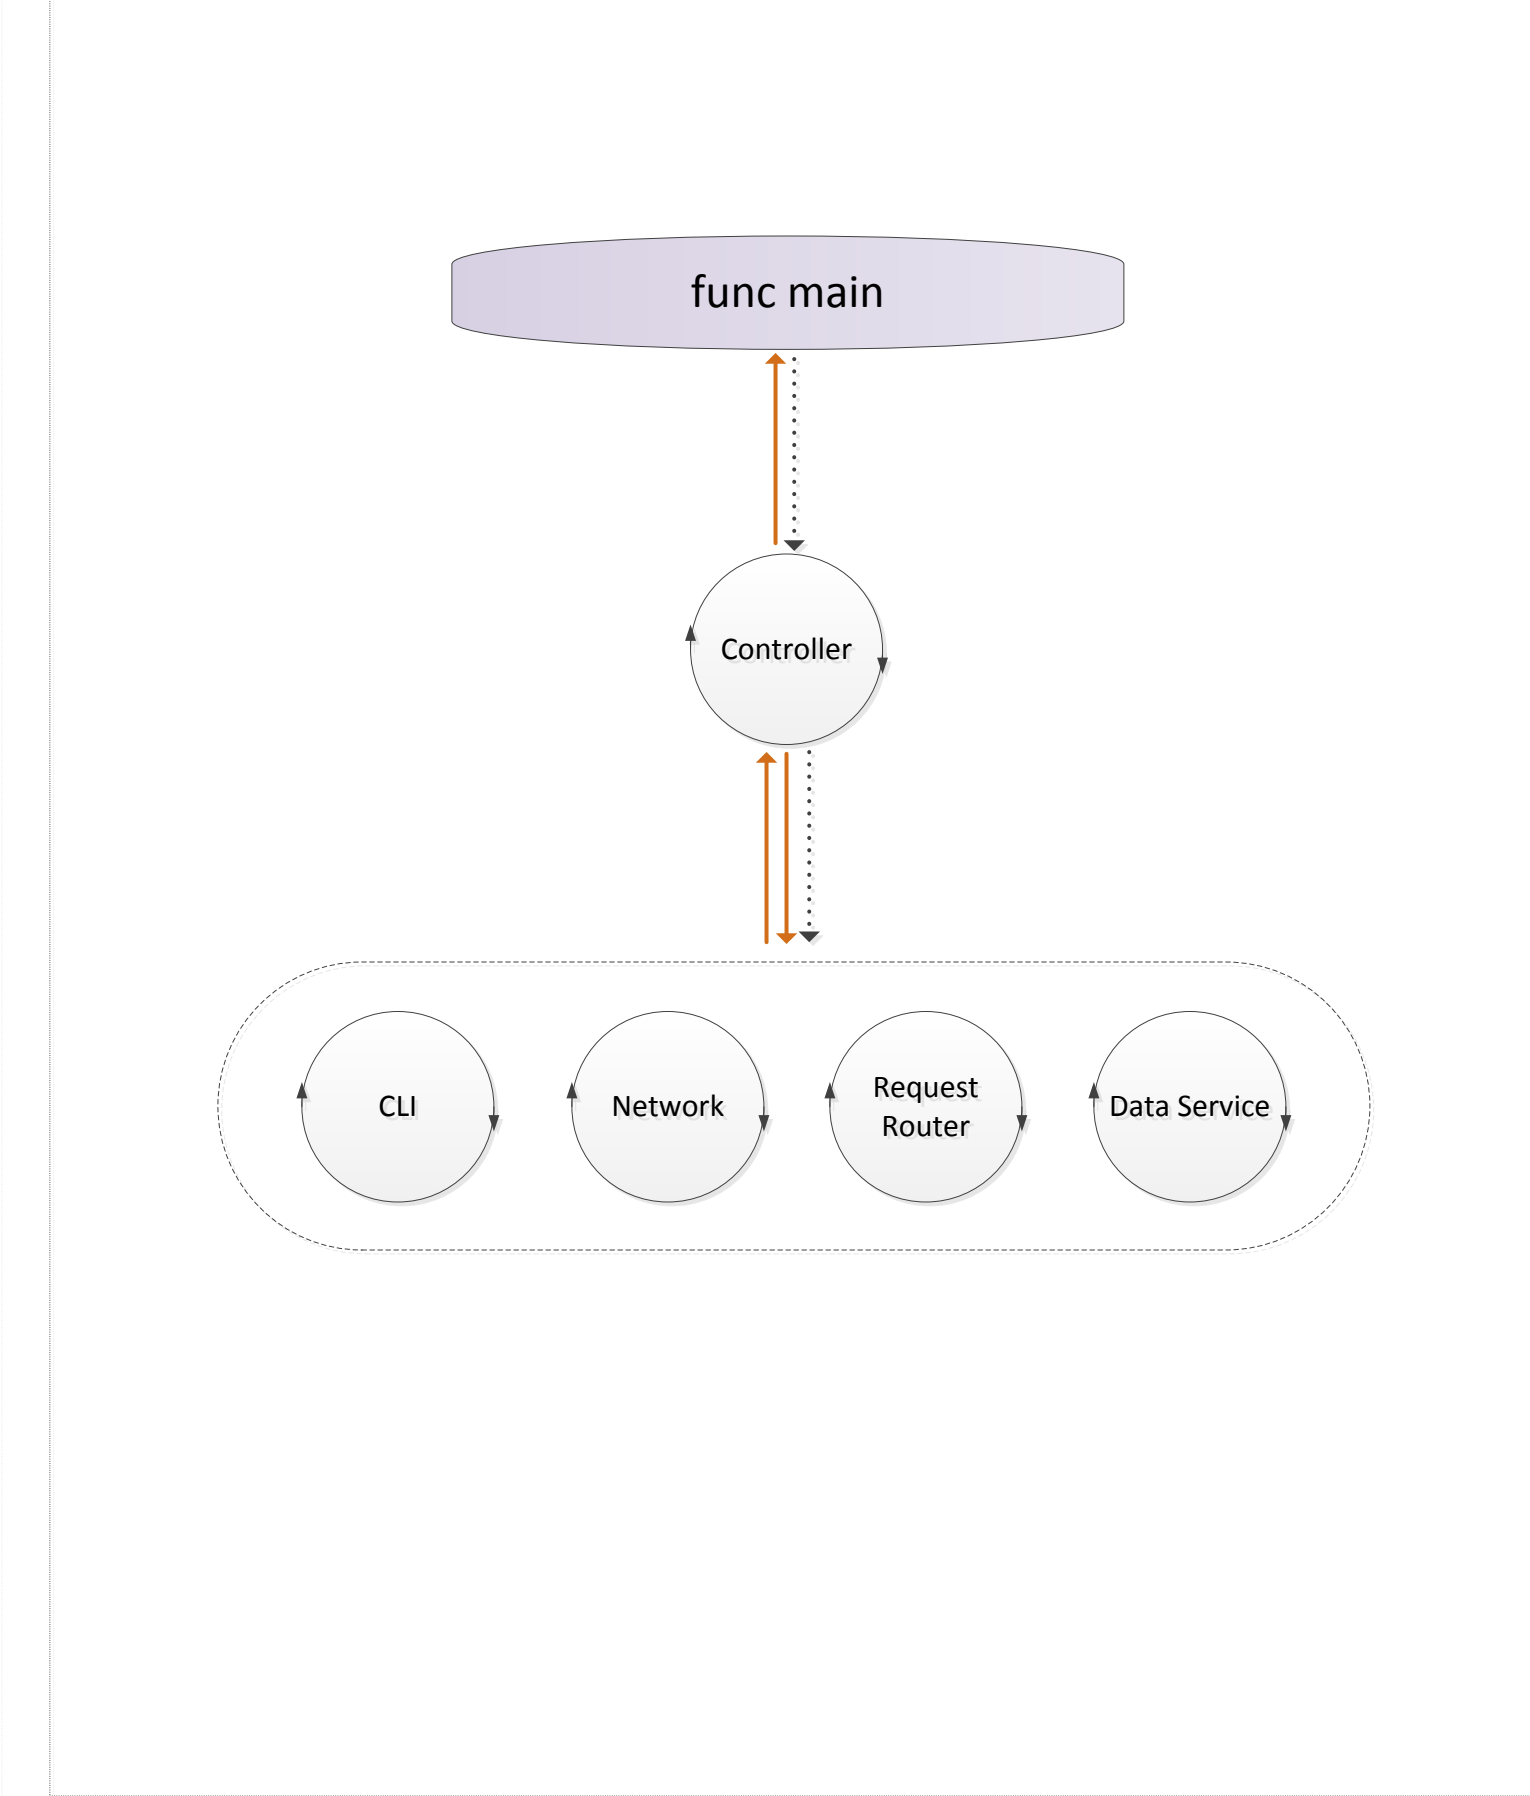 func main
Controller
CLI
Network
Request
Router
Data Service